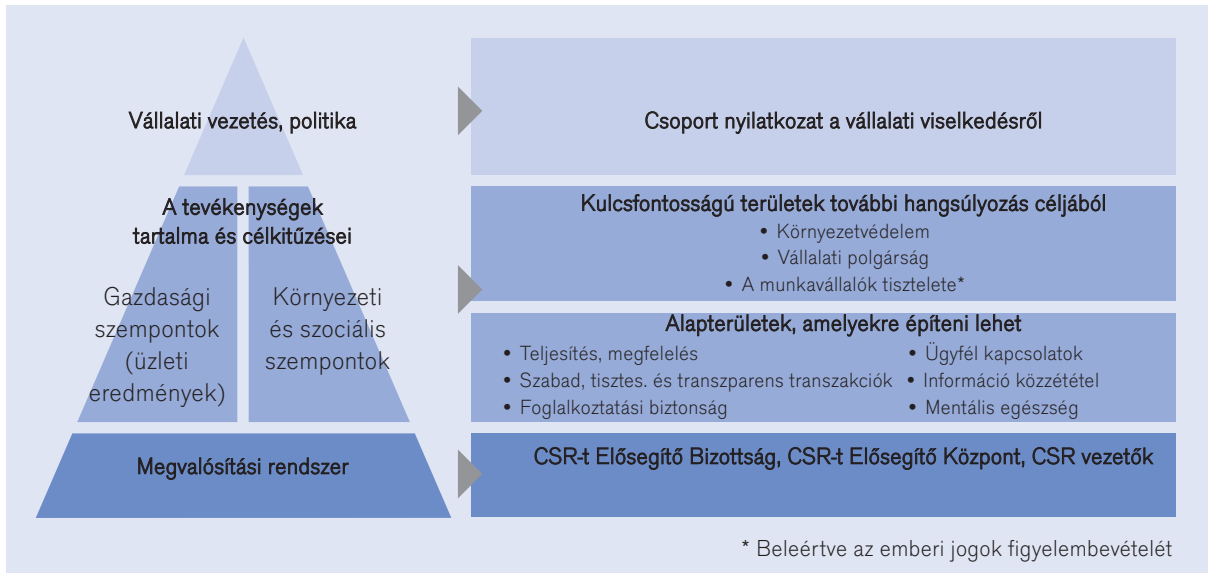 Vállalati vezetés, politika
Csoport nyilatkozat a vállalati viselkedésről
A tevékenységek
tartalma és célkitűzései
Gazdasági
szempontok
(üzleti
eredmények)
Környezeti
és szociális
szempontok
Kulcsfontosságú területek további hangsúlyozás céljából
• Környezetvédelem
• Vállalati polgárság
• A munkavállalók tisztelete*
Alapterületek, amelyekre építeni lehet
• Teljesítés, megfelelés
• Szabad, tisztes. és transzparens transzakciók
• Foglalkoztatási biztonság
• Ügyfél kapcsolatok
• Információ közzététel
• Mentális egészség
Megvalósítási rendszer
CSR-t Elősegítő Bizottság, CSR-t Elősegítő Központ, CSR vezetők
* Beleértve az emberi jogok figyelembevételét